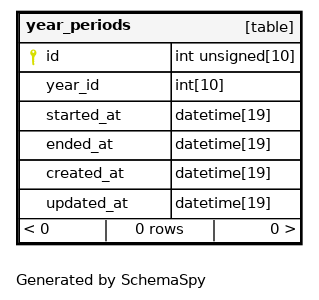 year_periods [table]
id int unsigned[10]
year_id int[10]
started_at datetime[19]
ended_at datetime[19]
created_at datetime[19]
updated_at datetime[19]
< 0 0 rows 0 >
Generated by SchemaSpy